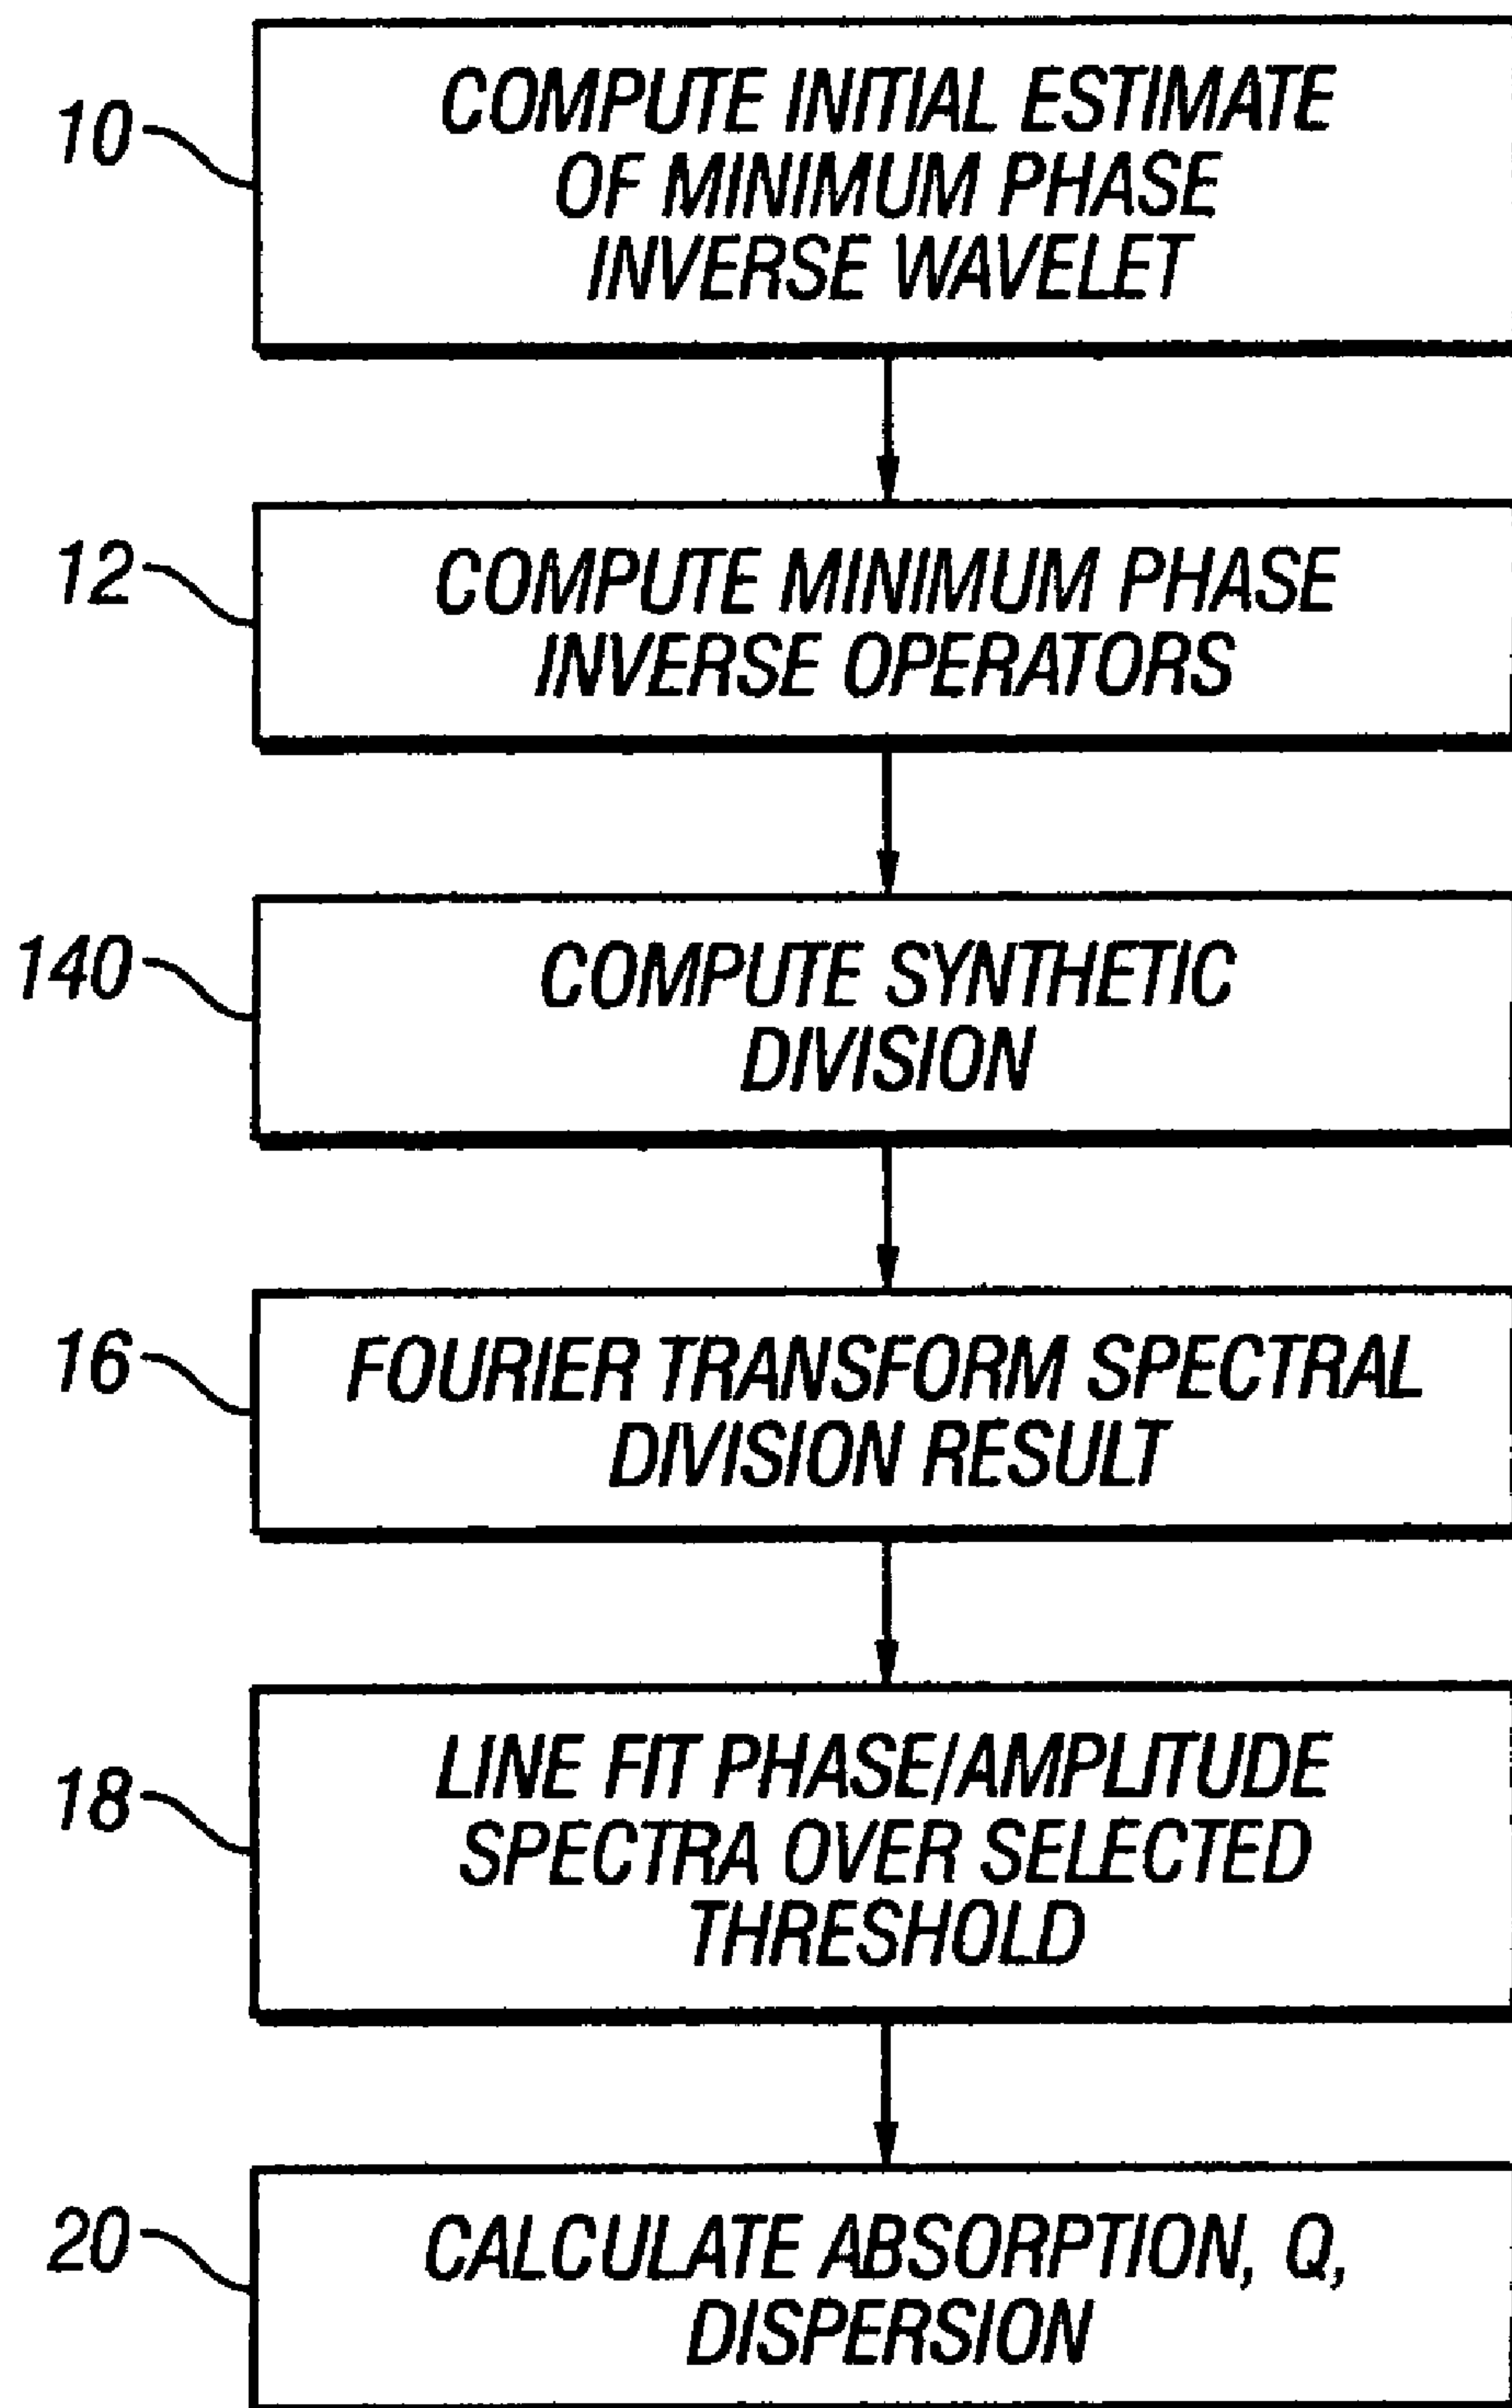 10
COMPUTE INITIAL ESTIMATE
OF MINIMUM PHASE
INVERSE WAVELET
12
COMPUTE MINIMUM PHASE
INVERSE OPERATORS
140
COMPUTE SYNTHETIC
DIVISION
16
FOURIER TRANSFORM SPECTRAL
DIVISION RESULT
18
LINE FIT PHASE/AMPLITUDE
SPECTRA OVER SELECTED
THRESHOLD
20
CALCULATE ABSORPTION, Q,
DISPERSION